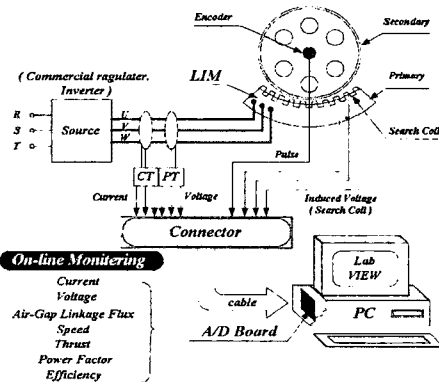 Encoder
Secondary
( Commercial ragulater.
Inverter )
LIM
Primary
R
S
T
Source
U
V
W
Search Coil
CT
PT
Pulse
Current
Voltage
Induced Voltage
( Search Coil )
Connector
On-line Monitering
Current
Voltage
Air-Gap Linkage Flux
Speed
Thrust
Power Factor
Efficiency
Lab
VIEW
cable
PC
A/D Board